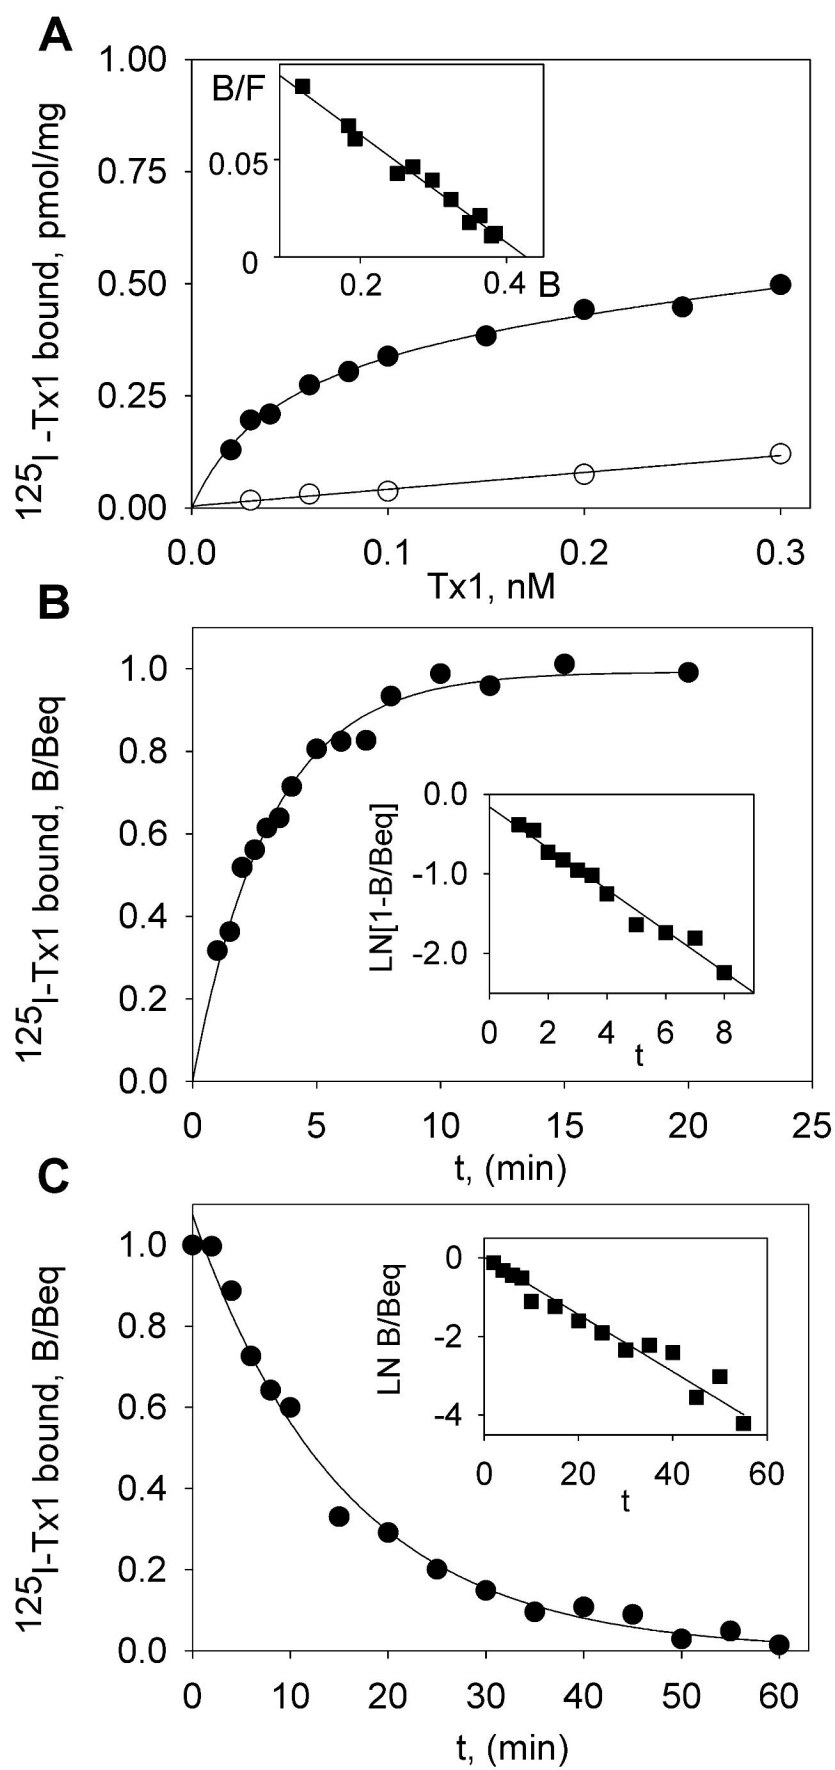 A
1.00
0.75
0.50
0.25
0.00
125I -Tx1 bound, pmol/mg
B/F
0.05
0
0.2 0.4 B
0.0 0.1 0.2 0.3
Tx1, nM
B
1.0
0.8
0.6
0.4
0.2
0.0
125I-Tx1 bound, B/Beq
0.0
-1.0
-2.0
LN[1-B/Beq]
0 2 4 6 8
t
0 5 10 15 20 25
t, (min)
C
1.0
0.8
0.6
0.4
0.2
0.0
125I-Tx1 bound, B/Beq
0
-2
-4
LN B/Beq
0 20 40 60
t
0 10 20 30 40 50 60
t, (min)